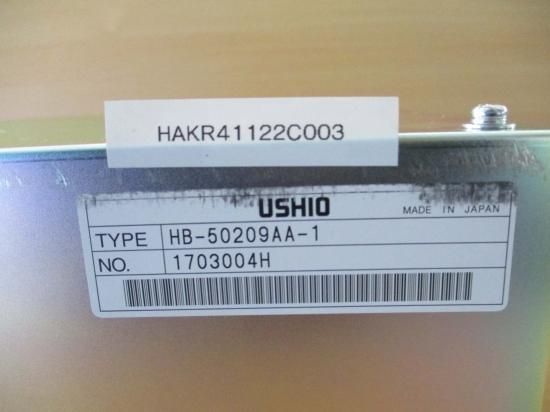 HAKR41122C003
USHIO MADE IN JAPAN
TYPE HB-50209AA-1
NO. 1703004H